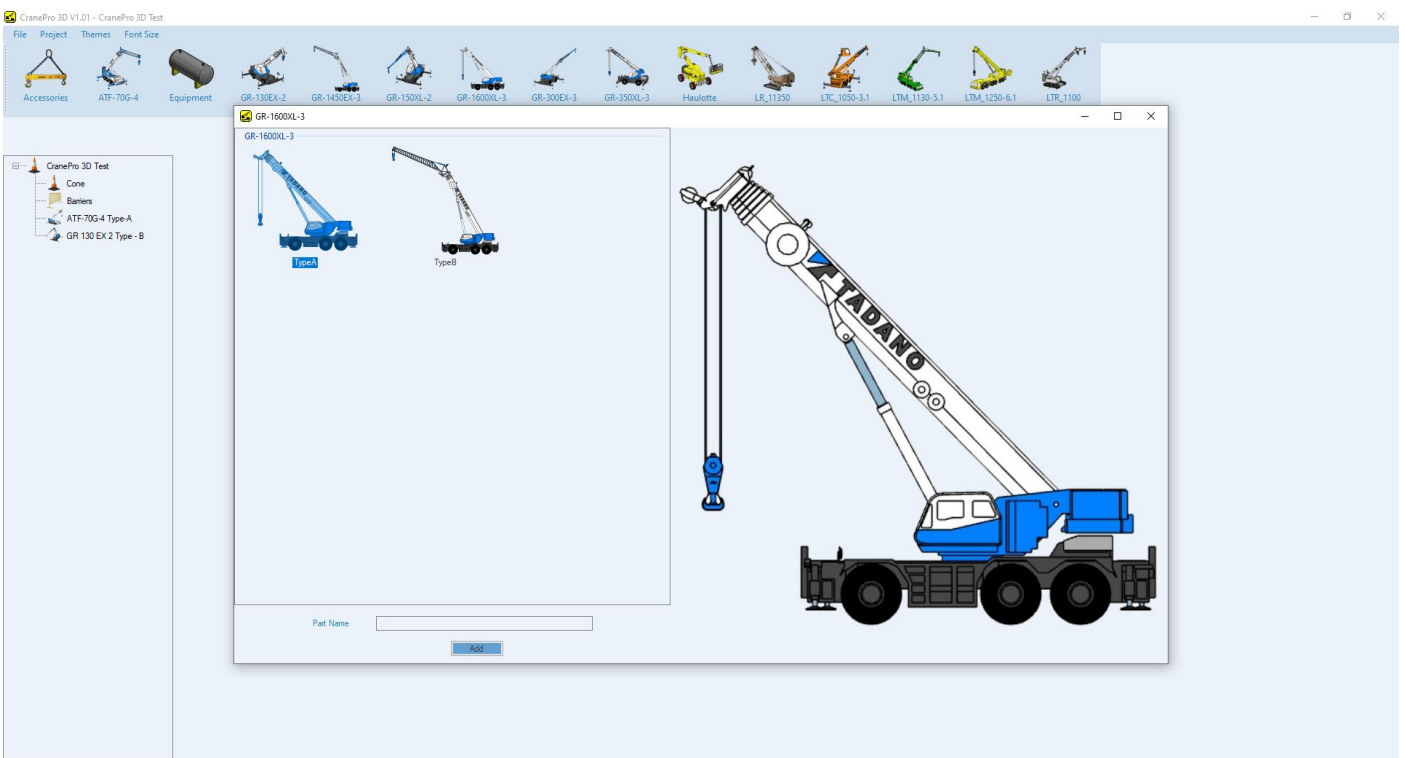 CranePro 3D V1.01 - CranePro 3D Test
File Project Themes Font Size
Accessories ATF-70G-4 Equipment GR-130EX-2 GR-1450EX-3 GR-150XL-2 GR-1600XL-3 GR-300EX-3 GR-350XL-3 Haulotte LR_11350 LTC_1050-3.1 LTM_1130-5.1 LTM_1250-6.1 LTR_1100
GR-1600XL-3
GR-1600XL-3
CranePro 3D Test
Cone
Barriers
ATF-70G-4 Type-A
GR 130 EX 2 Type - B
TADANO
TADANO
TypeA TypeB
TADANO
Part Name
Add